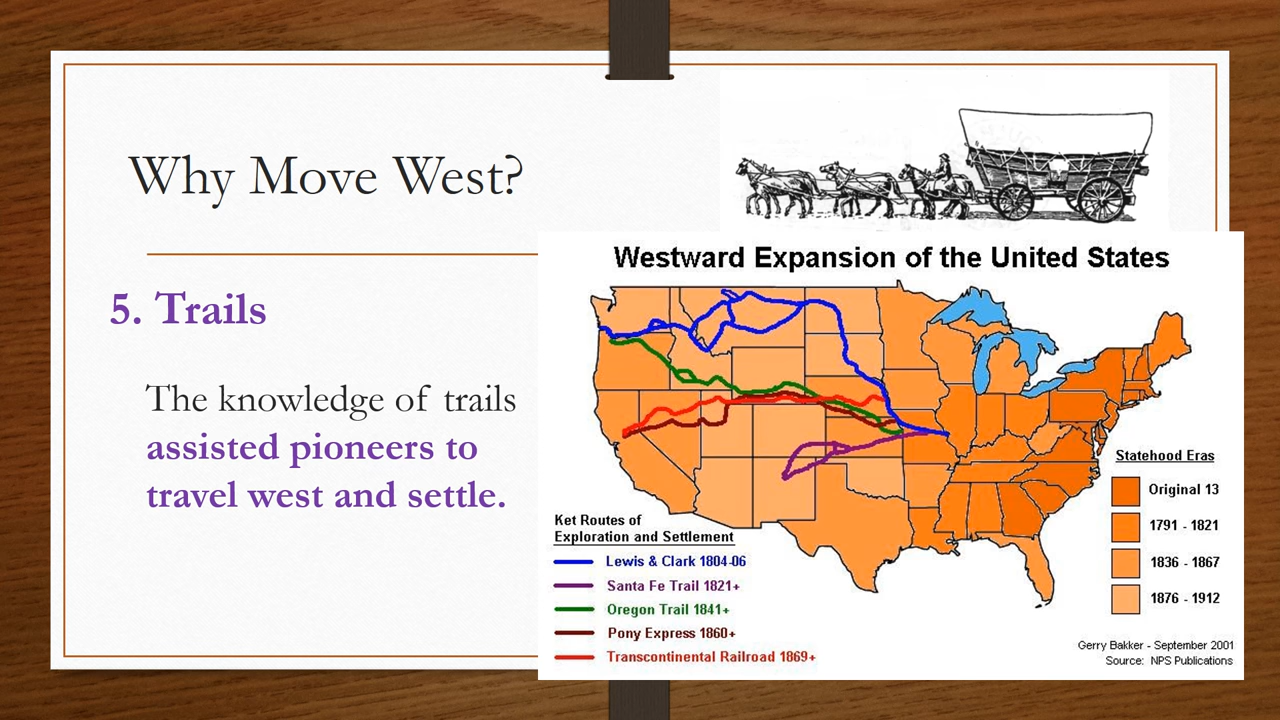 Why Move West?
5. Trails
The knowledge of trails
assisted pioneers to
travel west and settle.
Westward Expansion of the United States
Statehood Eras
Original 13
1791 - 1821
1836 - 1867
1876 - 1912
Ket Routes of
Exploration and Settlement
Lewis & Clark 1804-06
Santa Fe Trail 1821+
Oregon Trail 1841+
Pony Express 1860+
Transcontinental Railroad 1869+
Gerry Bakker - September 2001
Source: NPS Publications